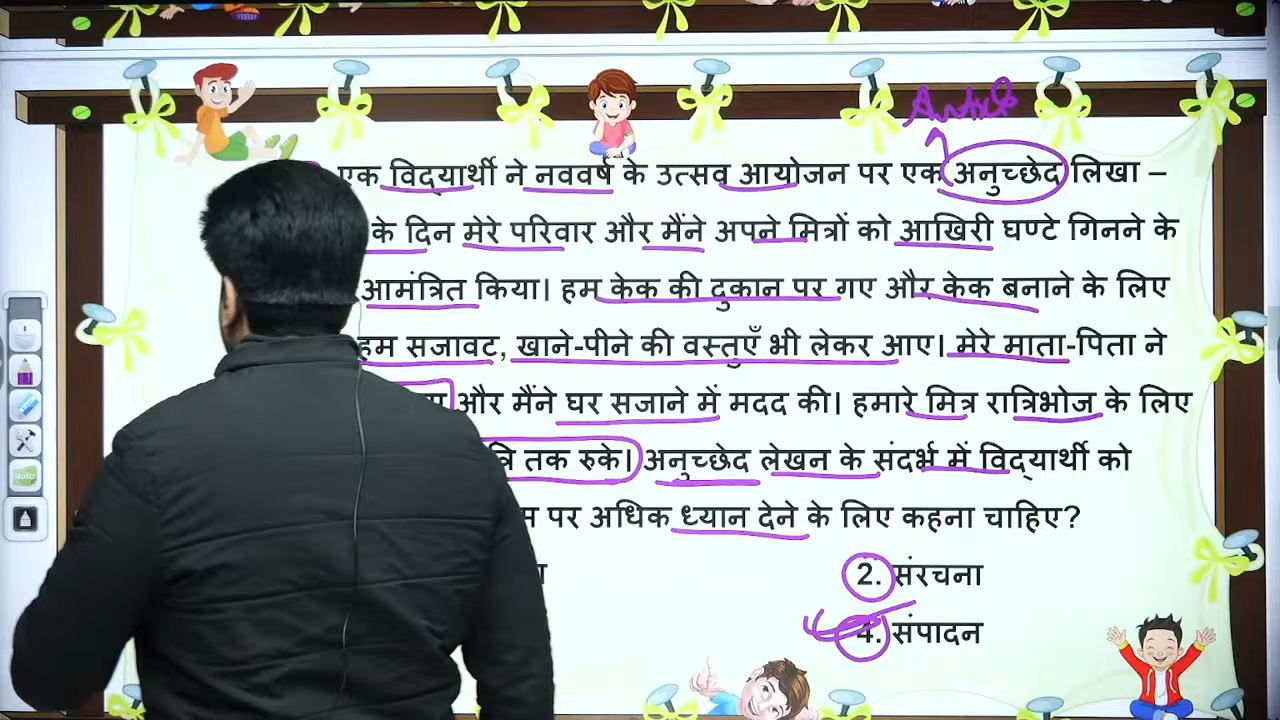 एक विद्यार्थी ने नववर्ष के उत्सव आयोजन पर एक अनुच्छेद लिखा –
के दिन मेरे परिवार और मैंने अपने मित्रों को आखिरी घण्टे गिनने के
आमंत्रित किया। हम केक की दुकान पर गए और केक बनाने के लिए
हम सजावट, खाने-पीने की वस्तुएँ भी लेकर आए। मेरे माता-पिता ने
और मैंने घर सजाने में मदद की। हमारे मित्र रात्रिभोज के लिए
तक रुके। अनुच्छेद लेखन के संदर्भ में विद्यार्थी को
पर अधिक ध्यान देने के लिए कहना चाहिए?
2. संरचना
4. संपादन
Note